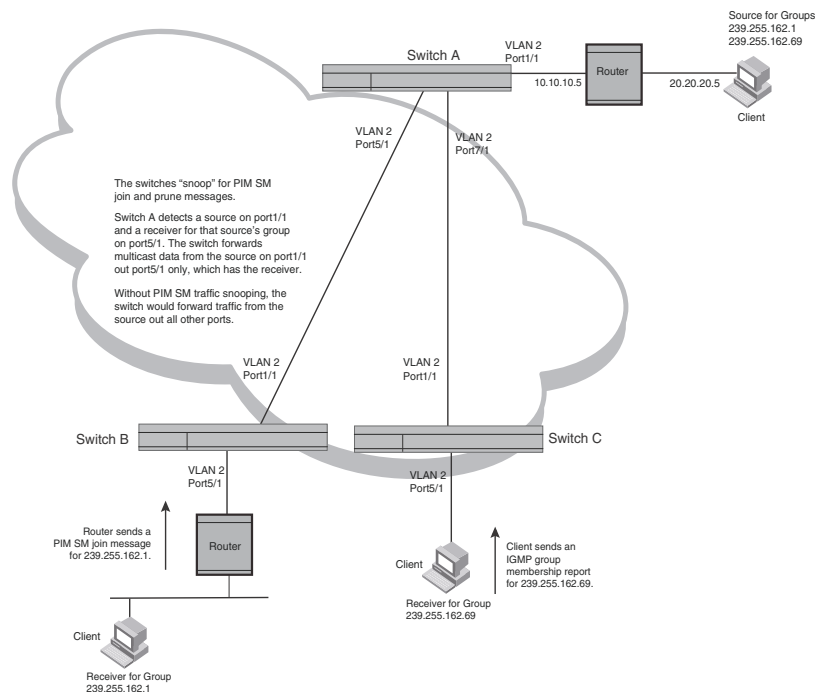 Source for Groups
239.255.162.1
239.255.162.69
VLAN 2
Port1/1
Switch A
Router
10.10.10.5
20.20.20.5
Client
VLAN 2
Port5/1
VLAN 2
Port7/1
The switches “snoop” for PIM SM
join and prune messages.
Switch A detects a source on port1/1
and a receiver for that source’s group
on port5/1. The switch forwards
multicast data from the source on port1/1
out port5/1 only, which has the receiver.
Without PIM SM traffic snooping, the
switch would forward traffic from the
source out all other ports.
VLAN 2
Port1/1
VLAN 2
Port1/1
Switch B
Switch C
VLAN 2
Port5/1
VLAN 2
Port5/1
Router sends a
PIM SM join message
for 239.255.162.1.
Router
Client
Client sends an
IGMP group
membership report
for 239.255.162.69.
Receiver for Group
239.255.162.69
Client
Receiver for Group
239.255.162.1